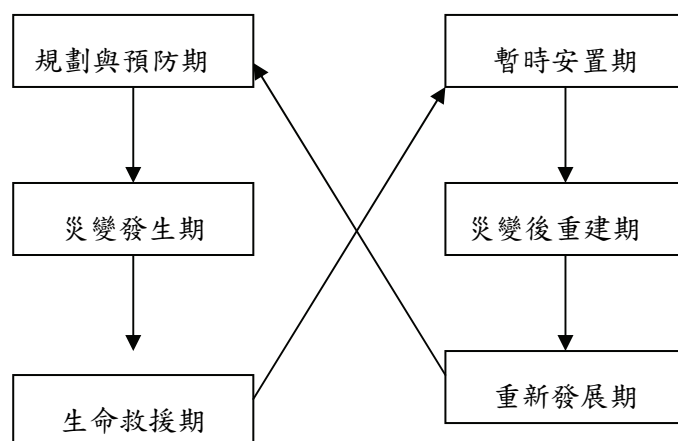 規劃與預防期
災變發生期
生命救援期
暫時安置期
災變後重建期
重新發展期